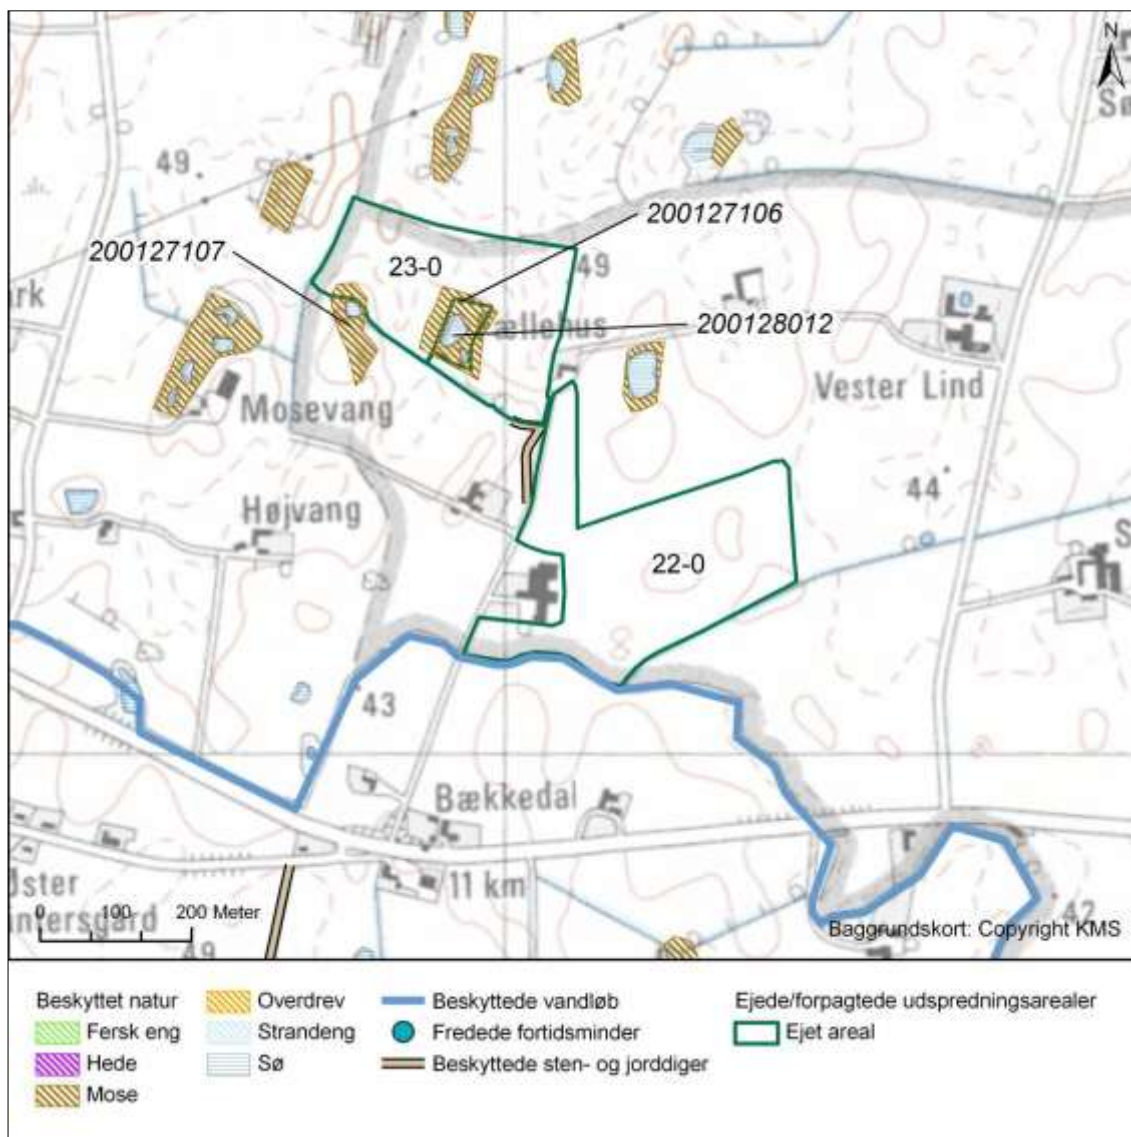 N
49
200127106
200127107
23-0
49
ællehus
200128012
Vester Lind
Mosevang
44
Højvang
22-0
43
Bækkedal
Øster
11 km
0 100 200 Meter
49
42
Baggrundskort: Copyright KMS
Beskyttet natur
Fersk eng
Hede
Mose
Overdrev
Strandeng
Sø
Beskyttede vandløb
Fredede fortidsminder
Beskyttede sten- og jorddiger
Ejede/forpagtede udspredningsarealer
Ejet areal